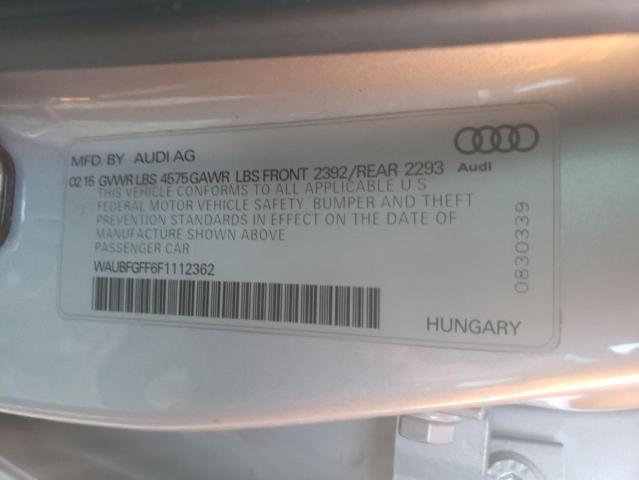 MFD. BY AUDI AG
Audi
02 15 GVWR LBS 4575 GAWR LBS FRONT 2392/REAR 2293
THIS VEHICLE CONFORMS TO ALL APPLICABLE U S
FEDERAL MOTOR VEHICLE SAFETY, BUMPER AND THEFT
PREVENTION STANDARDS IN EFFECT ON THE DATE OF
MANUFACTURE SHOWN ABOVE
PASSENGER CAR
WAUBFGFF6F1112362
0830339
HUNGARY